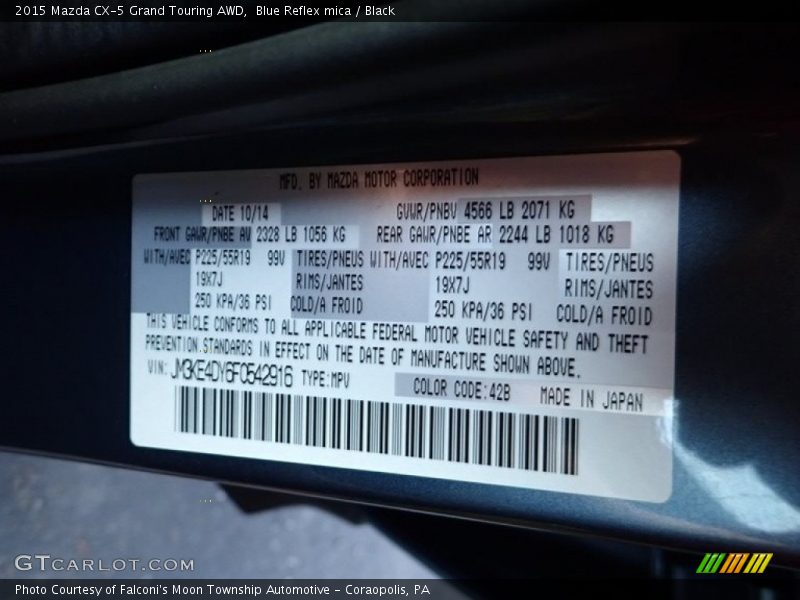 2015 Mazda CX-5 Grand Touring AWD, Blue Reflex mica / Black
MFD. BY MAZDA MOTOR CORPORATION
DATE 10/14 GVWR/PNBV 4566 LB 2071 KG
FRONT GAWR/PNBE AV 2328 LB 1056 KG REAR GAWR/PNBE AR 2244 LB 1018 KG
WITH/AVEC P225/55R19 99V TIRES/PNEUS WITH/AVEC P225/55R19 99V TIRES/PNEUS
19X7J RIMS/JANTES 19X7J RIMS/JANTES
250 KPA/36 PSI COLD/A FROID 250 KPA/36 PSI COLD/A FROID
THIS VEHICLE CONFORMS TO ALL APPLICABLE FEDERAL MOTOR VEHICLE SAFETY AND THEFT
PREVENTION STANDARDS IN EFFECT ON THE DATE OF MANUFACTURE SHOWN ABOVE.
VIN: JM3KE4DY6F0542916 TYPE:MPV COLOR CODE:42B MADE IN JAPAN
GTCARLOT.COM
Photo Courtesy of Falconi's Moon Township Automotive - Coraopolis, PA